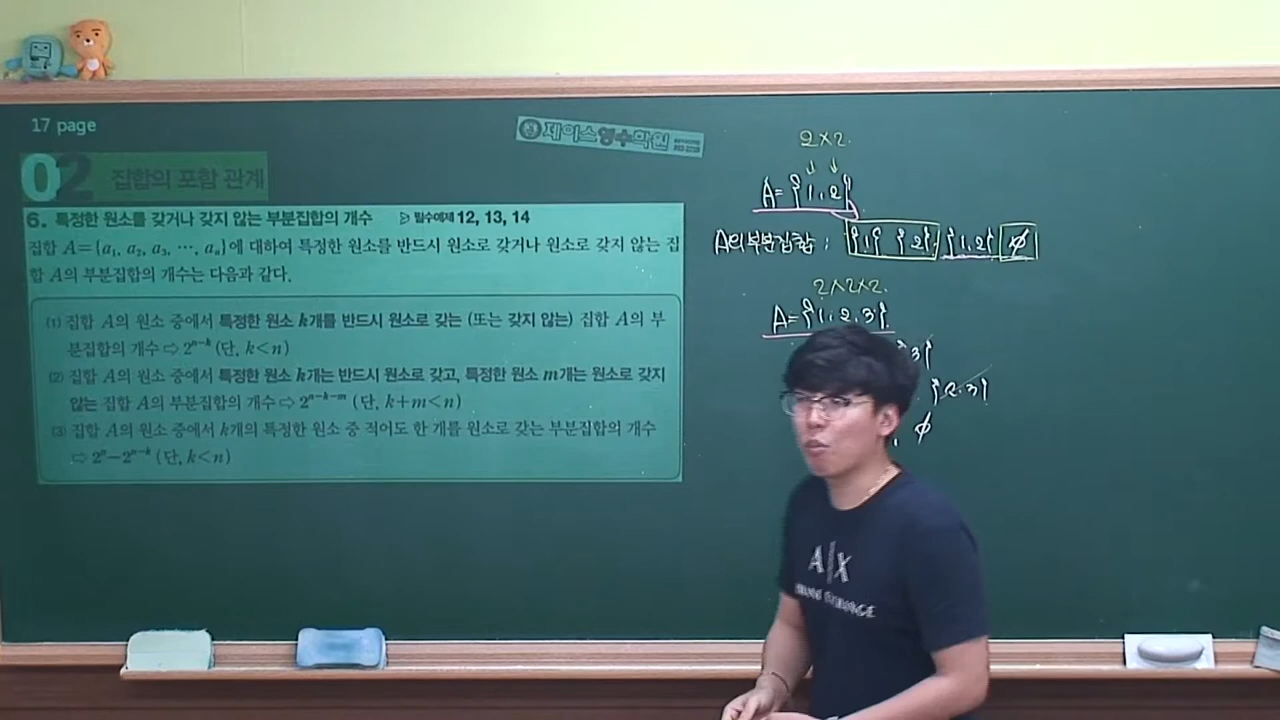 17 page
제이스영수학원
02 집합의 포함 관계
6. 특정한 원소를 갖거나 갖지 않는 부분집합의 개수 ▷ 필수예제 12, 13, 14
집합 A={a₁, a₂, a₃, ⋯, aₙ}에 대하여 특정한 원소를 반드시 원소로 갖거나 원소로 갖지 않는 집
합 A의 부분집합의 개수는 다음과 같다.
(1) 집합 A의 원소 중에서 특정한 원소 k개를 반드시 원소로 갖는 (또는 갖지 않는) 집합 A의 부
분집합의 개수 ⇨ 2ⁿ⁻ᵏ (단, k<n)
(2) 집합 A의 원소 중에서 특정한 원소 k개는 반드시 원소로 갖고, 특정한 원소 m개는 원소로 갖지
않는 집합 A의 부분집합의 개수 ⇨ 2ⁿ⁻ᵏ⁻ᵐ (단, k+m<n)
(3) 집합 A의 원소 중에서 k개의 특정한 원소 중 적어도 한 개를 원소로 갖는 부분집합의 개수
⇨ 2ⁿ−2ⁿ⁻ᵏ (단, k<n)
2×2.
A={1, 2}
A의 부분집합 : {1} {2}, {1, 2} ∅
2×2×2.
A={1, 2, 3}
3}
{2, 3}
, ∅
A|X